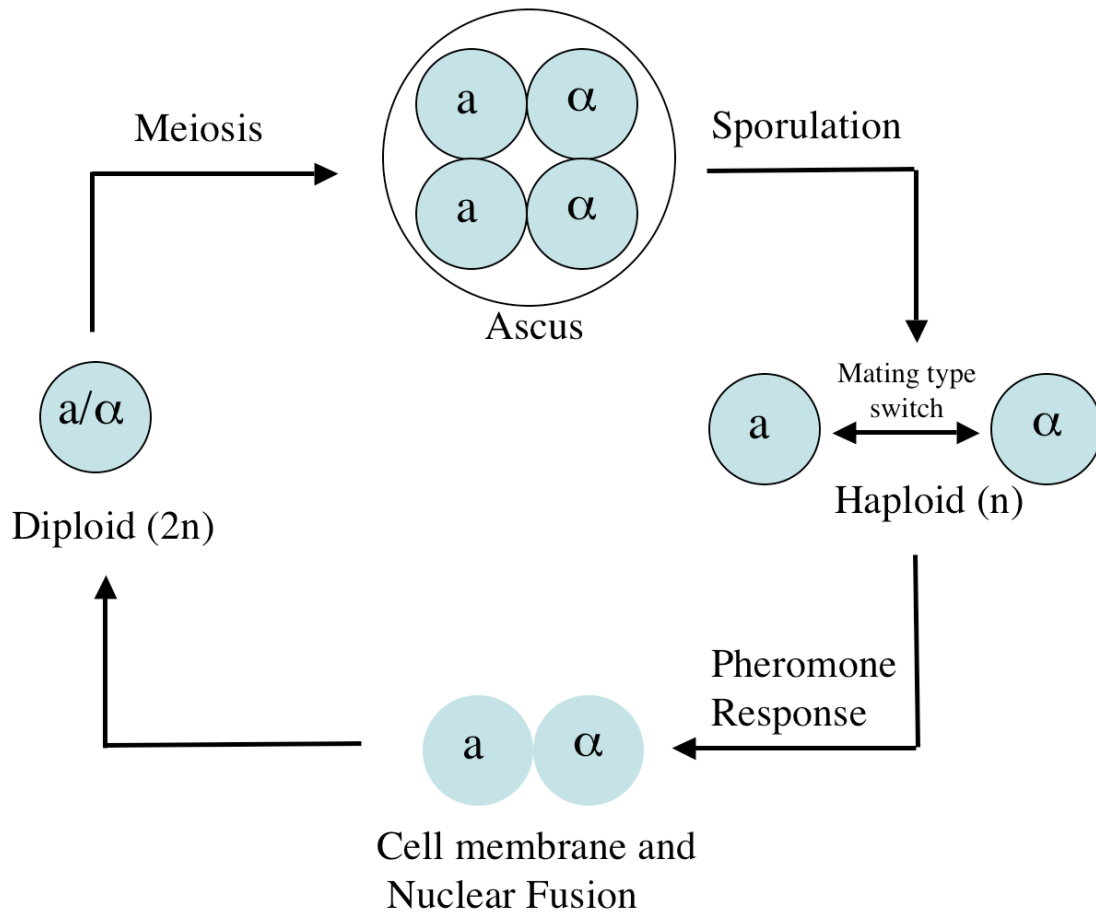 Meiosis
a
α
Sporulation
a
α
Ascus
a/α
Diploid (2n)
Mating type
switch
a
α
Haploid (n)
Pheromone
Response
a
α
Cell membrane and
Nuclear Fusion